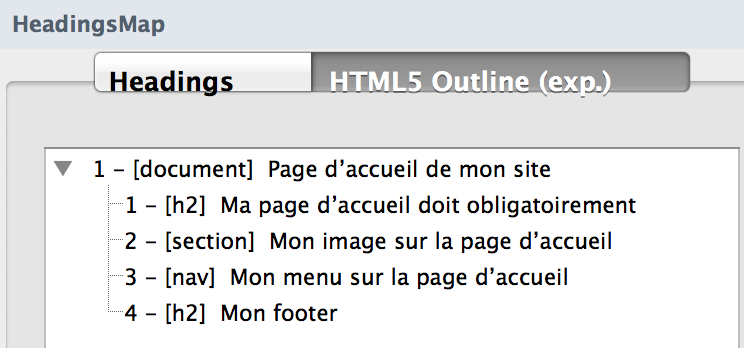 HeadingsMap
Headings
HTML5 Outline (exp.)
1 – [document] Page d’accueil de mon site
1 – [h2] Ma page d’accueil doit obligatoirement
2 – [section] Mon image sur la page d’accueil
3 – [nav] Mon menu sur la page d’accueil
4 – [h2] Mon footer